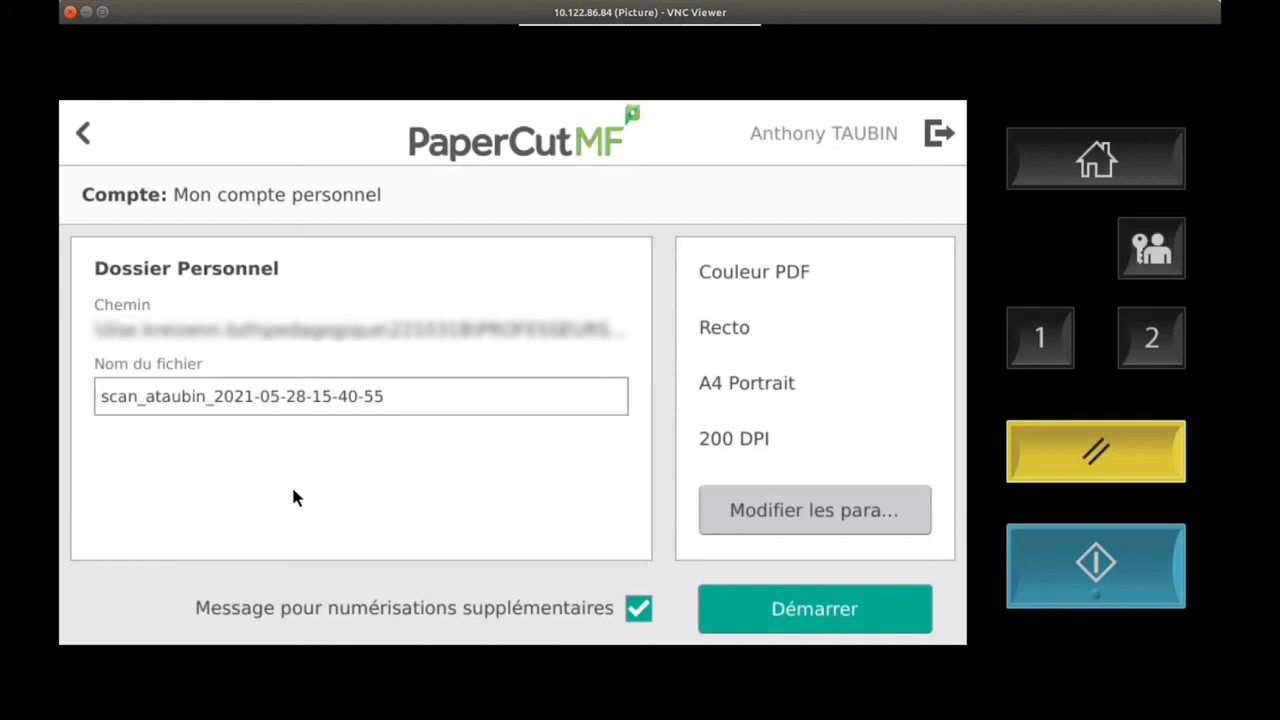 10.122.86.84 (Picture) - VNC Viewer
PaperCutMF
Anthony TAUBIN
Compte: Mon compte personnel
Dossier Personnel
Chemin
Nom du fichier
scan_ataubin_2021-05-28-15-40-55
Couleur PDF
Recto
A4 Portrait
200 DPI
Modifier les para...
Message pour numérisations supplémentaires
Démarrer
1
2